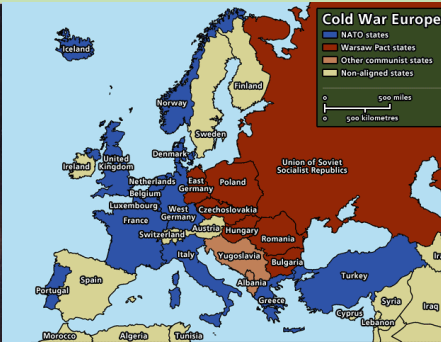 Cold War Europe
NATO states
Warsaw Pact states
Other communist states
Non-aligned states
0 500 miles
0 500 kilometres
Iceland
Finland
Norway
Sweden
Denmark
Ireland
United
Kingdom
Netherlands
Belgium
Luxembourg
East
Germany
Poland
Union of Soviet
Socialist Republics
West
Germany
Czechoslovakia
France
Switzerland
Austria
Hungary
Romania
Italy
Yugoslavia
Bulgaria
Albania
Portugal
Spain
Greece
Turkey
Cyprus
Syria
Lebanon
Iraq
Morocco
Algeria
Tunisia